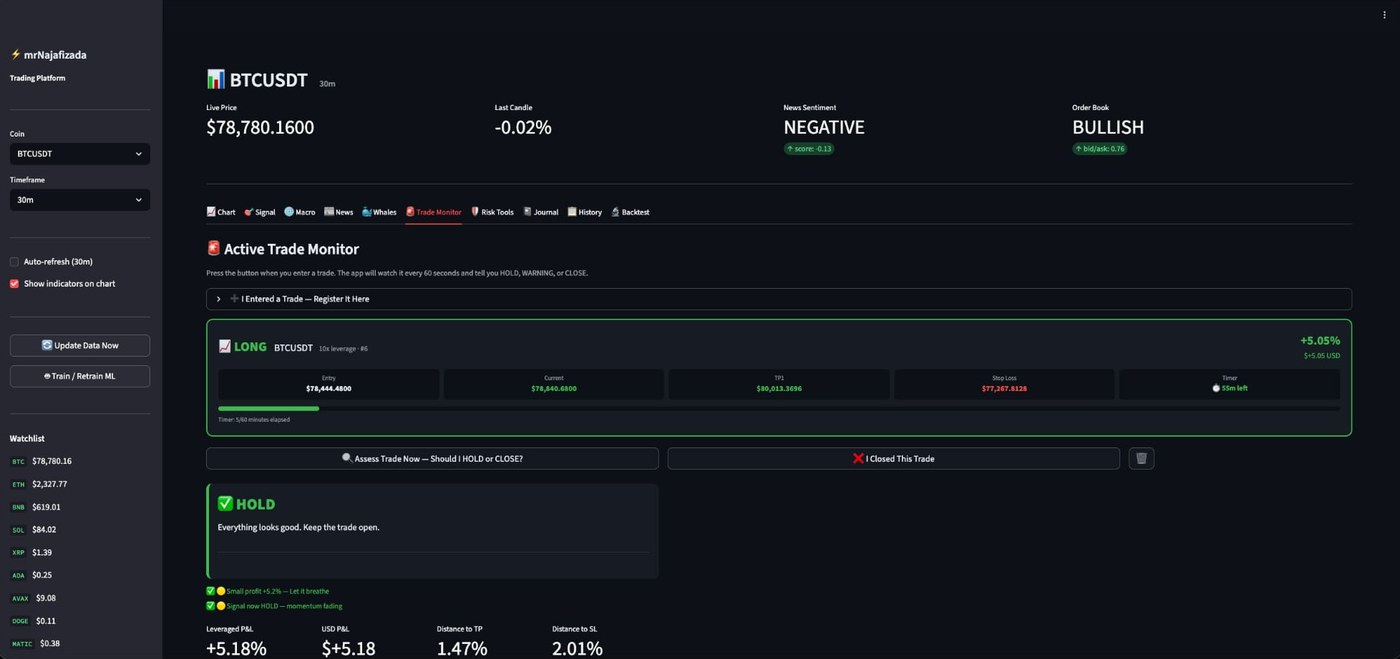 ⚡ mrNajafizada
Trading Platform
Coin
BTCUSDT
Timeframe
30m
Auto-refresh (30m)
Show indicators on chart
🔄 Update Data Now
Train / Retrain ML
Watchlist
BTC $78,780.16
ETH $2,327.77
BNB $619.01
SOL $84.02
XRP $1.39
ADA $0.25
AVAX $9.08
DOGE $0.11
MATIC $0.38
📊 BTCUSDT 30m
Live Price
$78,780.1600
Last Candle
-0.02%
News Sentiment
NEGATIVE
↑ score: -0.13
Order Book
BULLISH
↑ bid/ask: 0.76
📈 Chart 🎯 Signal 🌐 Macro 📰 News 🐳 Whales 🚨 Trade Monitor 🛡️ Risk Tools 📓 Journal 📋 History 🔬 Backtest
🚨 Active Trade Monitor
Press the button when you enter a trade. The app will watch it every 60 seconds and tell you HOLD, WARNING, or CLOSE.
➕ I Entered a Trade — Register It Here
📈 LONG BTCUSDT 10x leverage · #6
+5.05%
$+5.05 USD
Entry
$78,444.4800
Current
$78,840.6800
TP1
$80,013.3696
Stop Loss
$77,267.8128
Timer
⏱️ 55m left
Timer: 5/60 minutes elapsed
🔍 Assess Trade Now — Should I HOLD or CLOSE?
❌ I Closed This Trade
✅ HOLD
Everything looks good. Keep the trade open.
✅ 🟡 Small profit +5.2% — Let it breathe
✅ 🟡 Signal now HOLD — momentum fading
Leveraged P&L
+5.18%
USD P&L
$+5.18
Distance to TP
1.47%
Distance to SL
2.01%